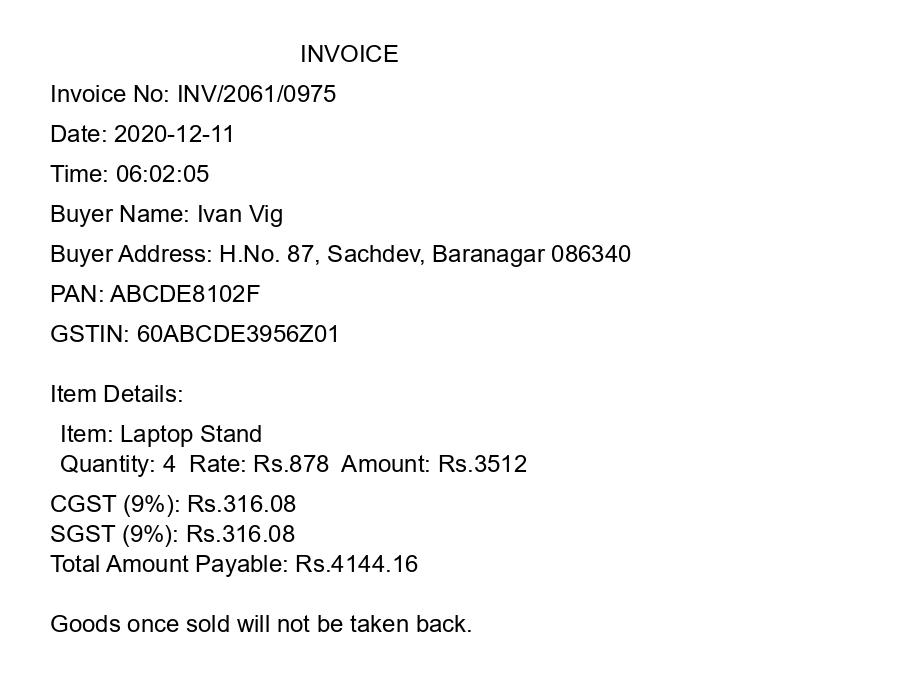 INVOICE
Invoice No: INV/2061/0975
Date: 2020-12-11
Time: 06:02:05
Buyer Name: Ivan Vig
Buyer Address: H.No. 87, Sachdev, Baranagar 086340
PAN: ABCDE8102F
GSTIN: 60ABCDE3956Z01
Item Details:
Item: Laptop Stand
Quantity: 4  Rate: Rs.878  Amount: Rs.3512
CGST (9%): Rs.316.08
SGST (9%): Rs.316.08
Total Amount Payable: Rs.4144.16
Goods once sold will not be taken back.